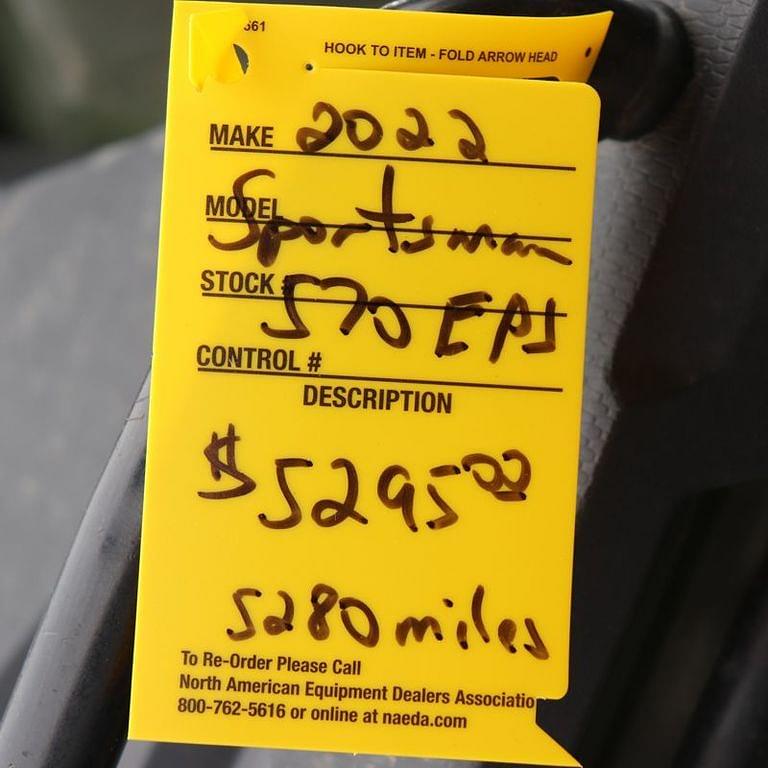 561
HOOK TO ITEM - FOLD ARROW HEAD
MAKE 2022
MODEL Sportsman
STOCK # 570 EPS
CONTROL #
DESCRIPTION
$5295 00
5280 miles
To Re-Order Please Call
North American Equipment Dealers Associatio
800-762-5616 or online at naeda.com